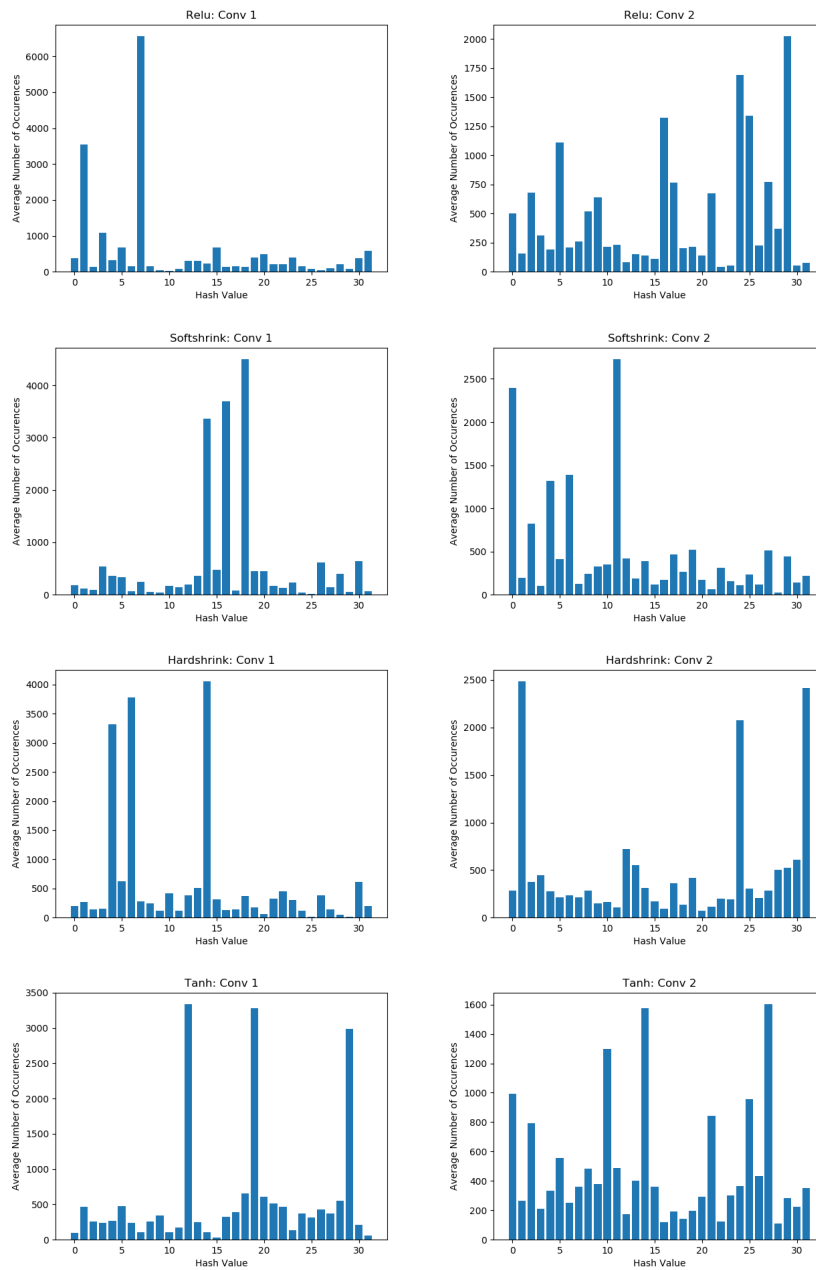 Relu: Conv 1
Average Number of Occurences
6000
5000
4000
3000
2000
1000
0
0 5 10 15 20 25 30
Hash Value
Relu: Conv 2
Average Number of Occurences
2000
1750
1500
1250
1000
750
500
250
0
0 5 10 15 20 25 30
Hash Value
Softshrink: Conv 1
Average Number of Occurences
4000
3000
2000
1000
0
0 5 10 15 20 25 30
Hash Value
Softshrink: Conv 2
Average Number of Occurences
2500
2000
1500
1000
500
0
0 5 10 15 20 25 30
Hash Value
Hardshrink: Conv 1
Average Number of Occurences
4000
3500
3000
2500
2000
1500
1000
500
0
0 5 10 15 20 25 30
Hash Value
Hardshrink: Conv 2
Average Number of Occurences
2500
2000
1500
1000
500
0
0 5 10 15 20 25 30
Hash Value
Tanh: Conv 1
Average Number of Occurences
3500
3000
2500
2000
1500
1000
500
0
0 5 10 15 20 25 30
Hash Value
Tanh: Conv 2
Average Number of Occurences
1600
1400
1200
1000
800
600
400
200
0
0 5 10 15 20 25 30
Hash Value